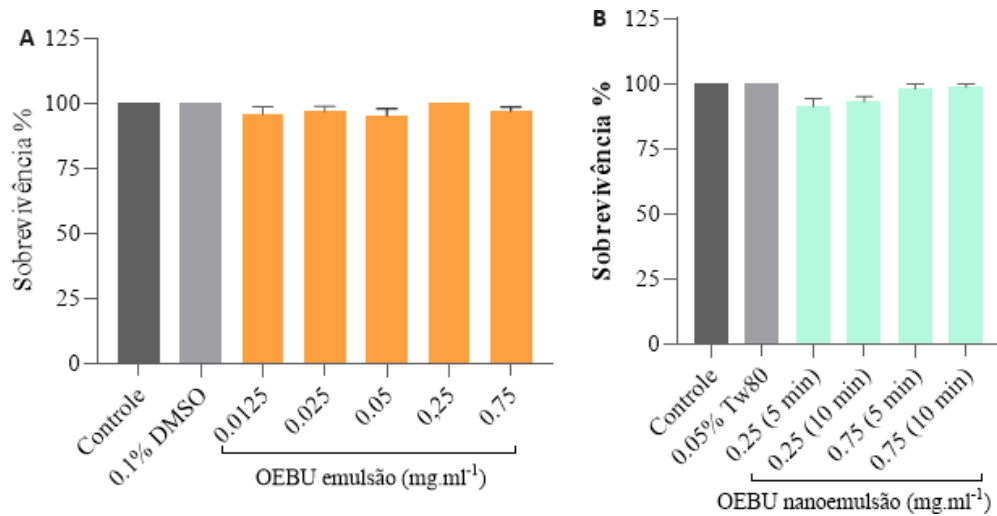 A
125
100
75
50
25
0
Sobrevivência %
Controle
0.1% DMSO
0.0125
0.025
0.05
0,25
0.75
OEBU emulsão (mg.ml⁻¹)
B
125
100
75
50
25
0
Sobrevivência %
Controle
0.05% Tw80
0.25 (5 min)
0.25 (10 min)
0.75 (5 min)
0.75 (10 min)
OEBU nanoemulsão (mg.ml⁻¹)